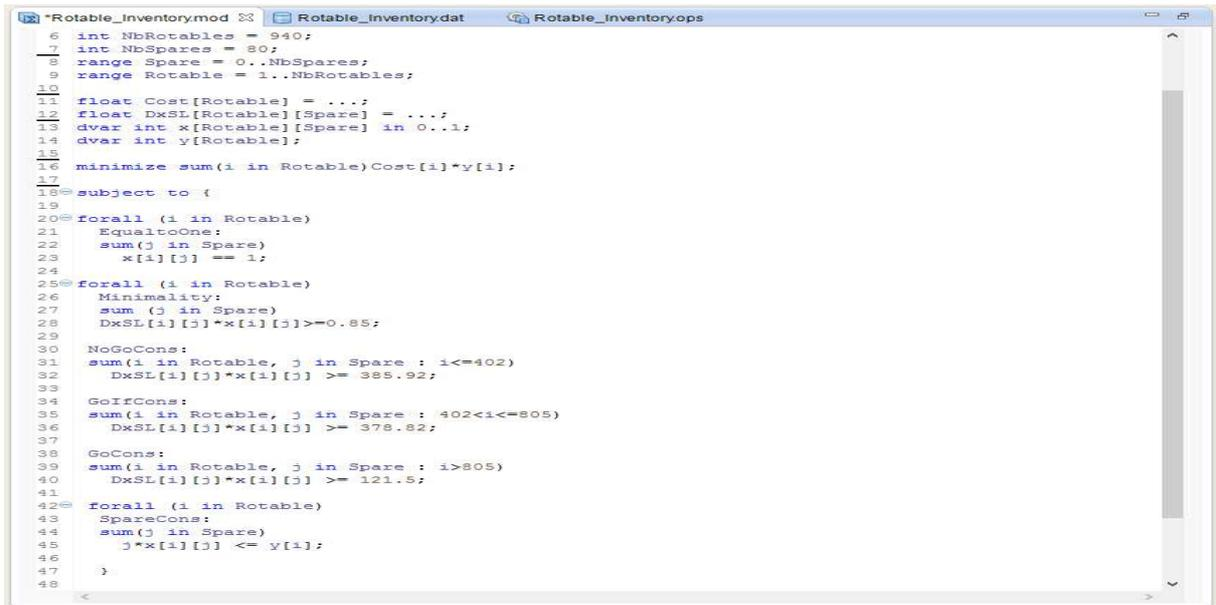 *Rotable_Inventory.mod Rotable_Inventory.dat Rotable_Inventory.ops
6 int NbRotables = 940;
7 int NbSpares = 80;
8 range Spare = 0..NbSpares;
9 range Rotable = 1..NbRotables;
10
11 float Cost[Rotable] = ...;
12 float DxSL[Rotable][Spare] = ...;
13 dvar int x[Rotable][Spare] in 0..1;
14 dvar int y[Rotable];
15
16 minimize sum(i in Rotable)Cost[i]*y[i];
17
18 subject to {
19
20 forall (i in Rotable)
21 EqualtoOne:
22 sum(j in Spare)
23 x[i][j] == 1;
24
25 forall (i in Rotable)
26 Minimality:
27 sum (j in Spare)
28 DxSL[i][j]*x[i][j]>=0.85;
29
30 NoGoCons:
31 sum(i in Rotable, j in Spare : i<=402)
32 DxSL[i][j]*x[i][j] >= 385.92;
33
34 GoIfCons:
35 sum(i in Rotable, j in Spare : 402<i<=805)
36 DxSL[i][j]*x[i][j] >= 378.82;
37
38 GoCons:
39 sum(i in Rotable, j in Spare : i>805)
40 DxSL[i][j]*x[i][j] >= 121.5;
41
42 forall (i in Rotable)
43 SpareCons:
44 sum(j in Spare)
45 j*x[i][j] <= y[i];
46
47 }
48